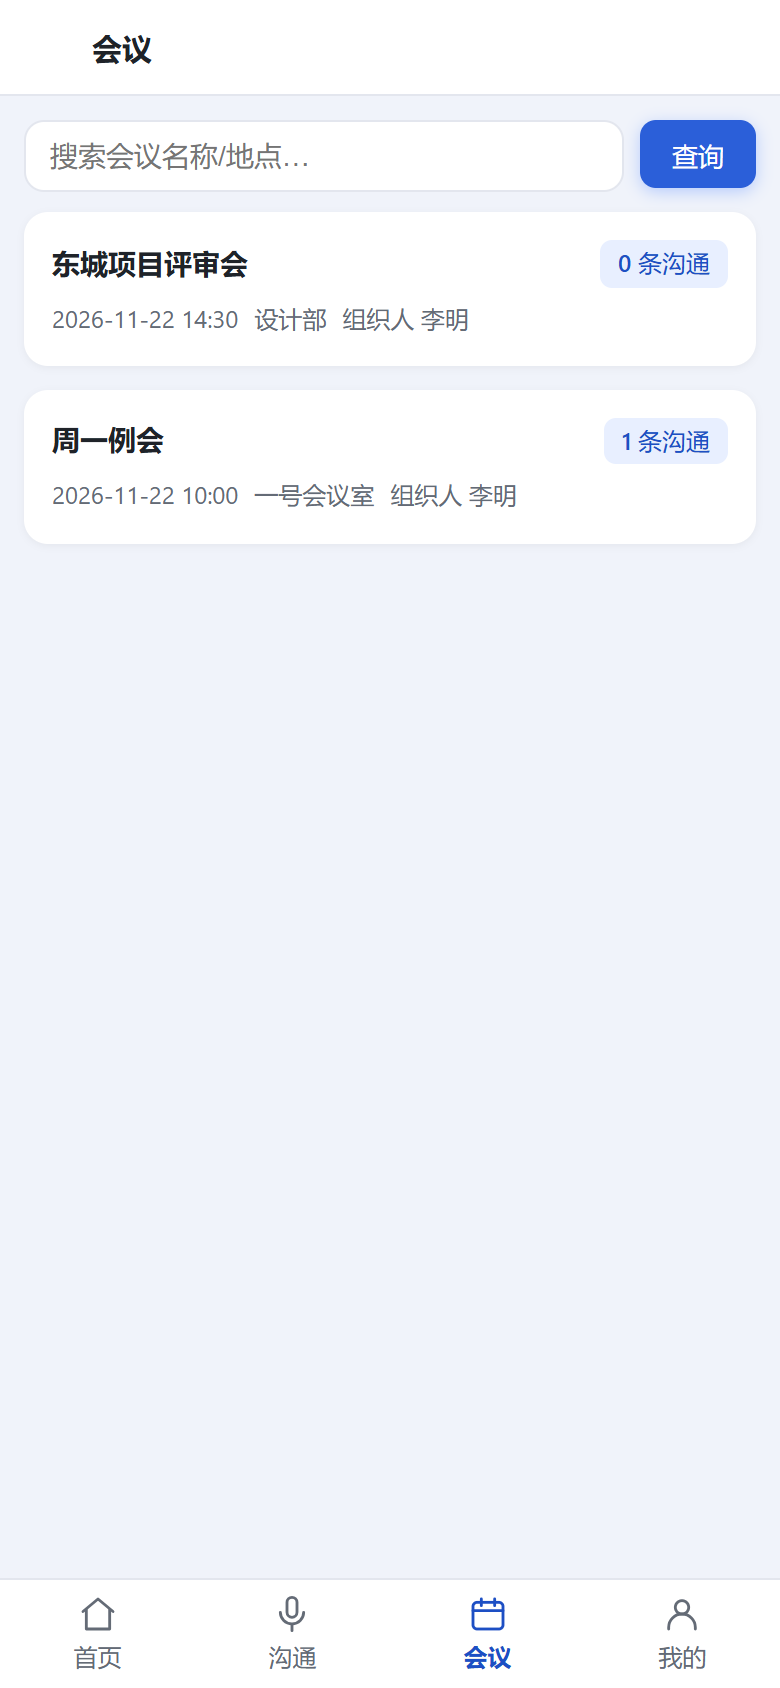 会议
搜索会议名称/地点…
查询
东城项目评审会
0 条沟通
2026-11-22 14:30 设计部 组织人 李明
周一例会
1 条沟通
2026-11-22 10:00 一号会议室 组织人 李明
首页
沟通
会议
我的